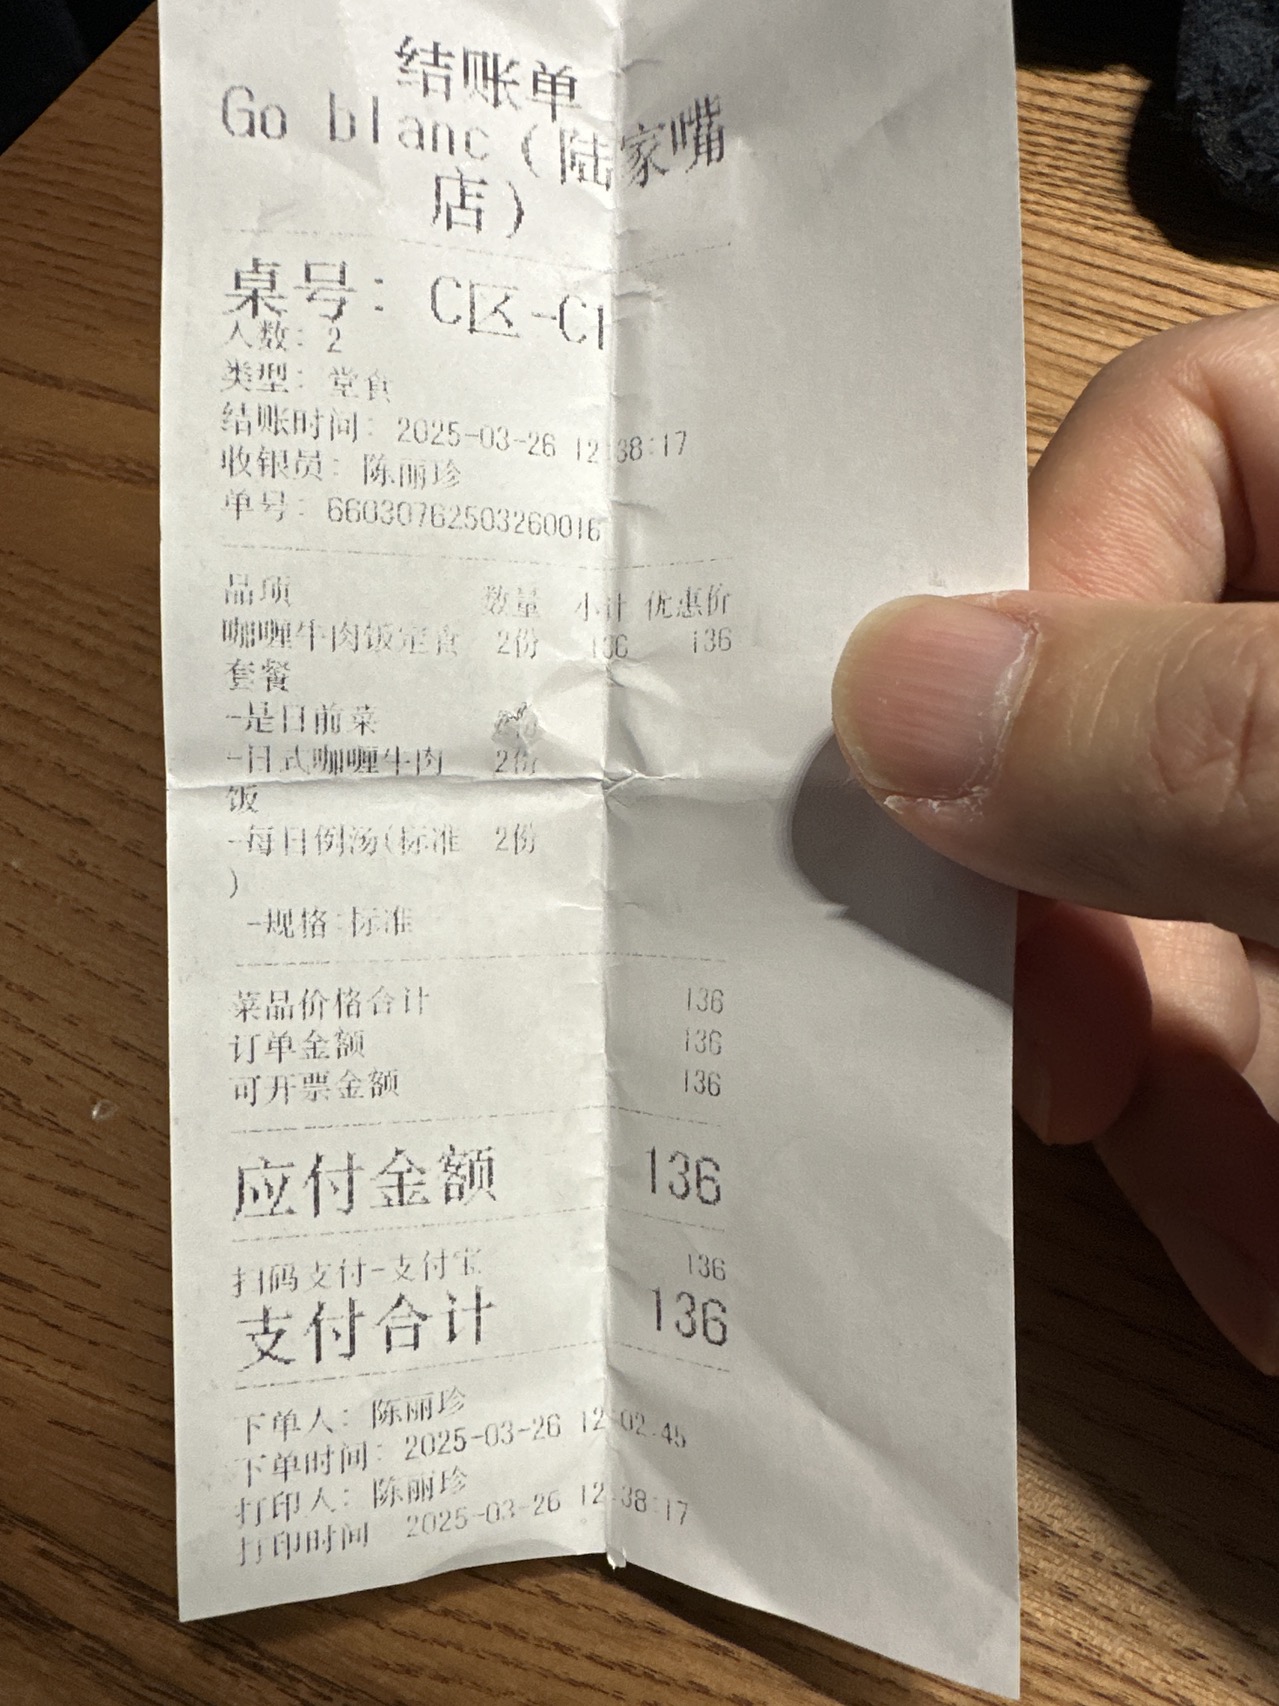 结账单
Go blanc（陆家嘴
店）
桌号：C区-C1
人数：2
类型：堂食
结账时间：2025-03-26 12:38:17
收银员：陈丽珍
单号：66030762503260016
品项 数量 小计 优惠价
咖喱牛肉饭定食 2份 136 136
套餐
-是日前菜 2份
-日式咖喱牛肉 2份
饭
-每日例汤(标准 2份
)
-规格:标准
菜品价格合计 136
订单金额 136
可开票金额 136
应付金额 136
扫码支付-支付宝 136
支付合计 136
下单人：陈丽珍
下单时间：2025-03-26 12:02:45
打印人：陈丽珍
打印时间 2025-03-26 12:38:17